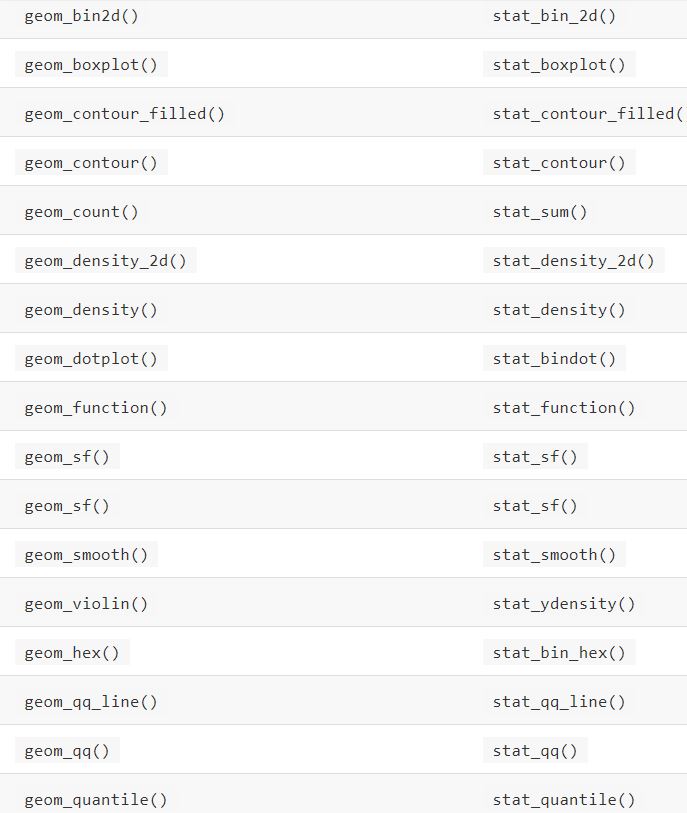 geom_bin2d() stat_bin_2d()
geom_boxplot() stat_boxplot()
geom_contour_filled() stat_contour_filled(
geom_contour() stat_contour()
geom_count() stat_sum()
geom_density_2d() stat_density_2d()
geom_density() stat_density()
geom_dotplot() stat_bindot()
geom_function() stat_function()
geom_sf() stat_sf()
geom_sf() stat_sf()
geom_smooth() stat_smooth()
geom_violin() stat_ydensity()
geom_hex() stat_bin_hex()
geom_qq_line() stat_qq_line()
geom_qq() stat_qq()
geom_quantile() stat_quantile()